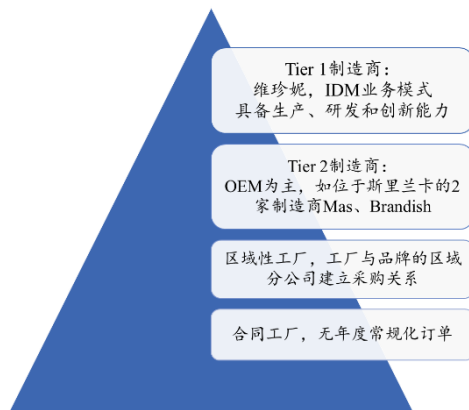 Tier 1制造商：
维珍妮，IDM业务模式
具备生产、研发和创新能力
Tier 2制造商：
OEM为主，如位于斯里兰卡的2
家制造商Mas、Brandish
区域性工厂，工厂与品牌的区域
分公司建立采购关系
合同工厂，无年度常规化订单